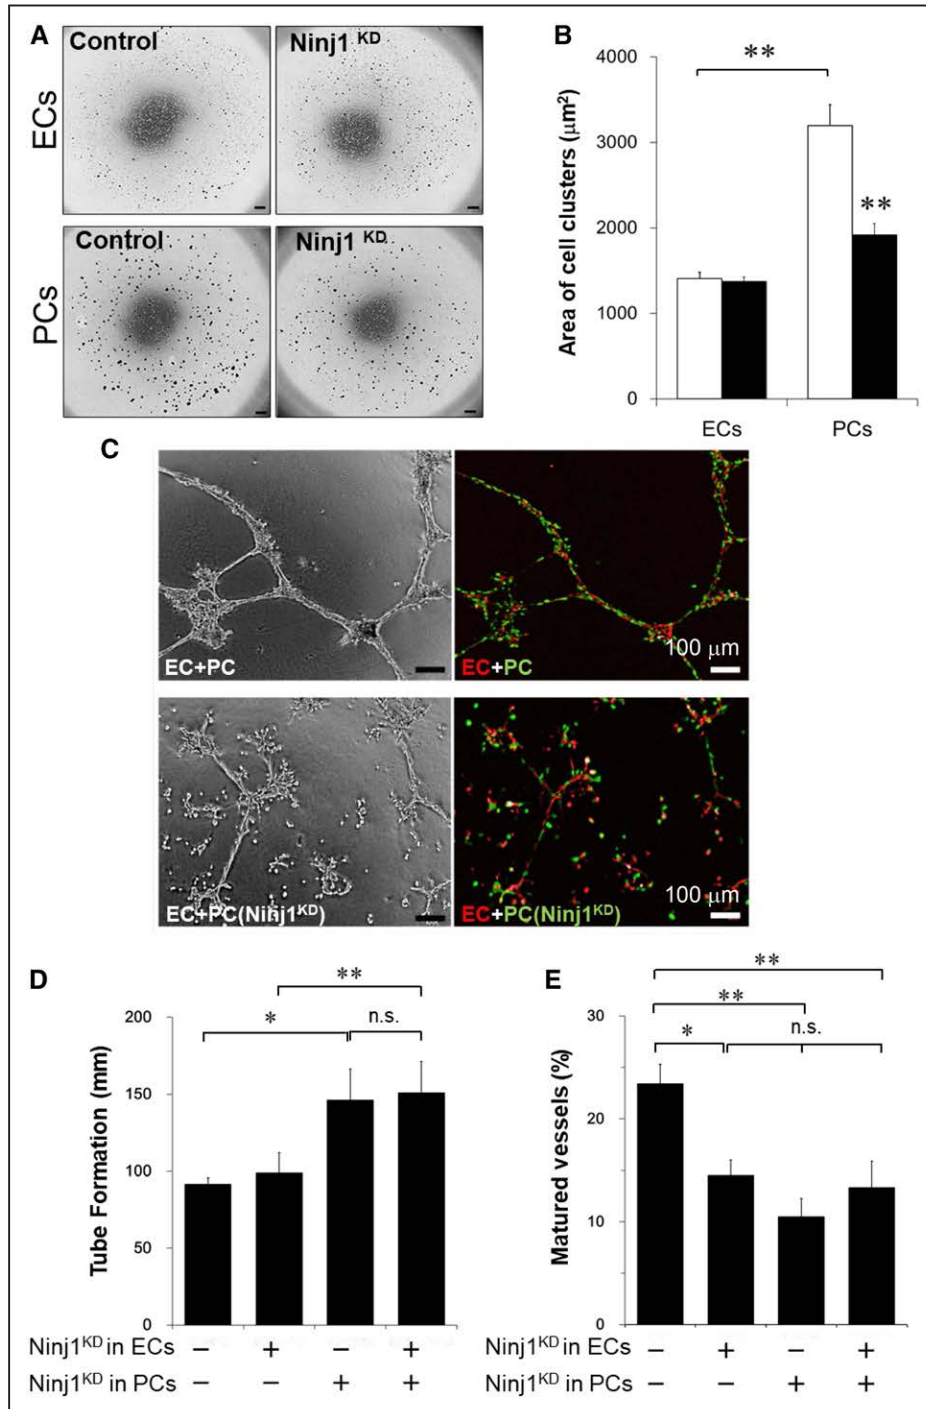 A
Control
Ninj1 KD
ECs
Control
Ninj1 KD
PCs
B
**
Area of cell clusters (μm²)
4000
3000
2000
1000
0
**
ECs
PCs
C
EC+PC
EC+PC
100 μm
EC+PC(Ninj1KD)
EC+PC(Ninj1KD)
100 μm
D
**
*
n.s.
Tube Formation (mm)
200
150
100
50
0
Ninj1KD in ECs − + − +
Ninj1KD in PCs − − + +
E
**
**
*
n.s.
Matured vessels (%)
30
20
10
0
Ninj1KD in ECs − + − +
Ninj1KD in PCs − − + +